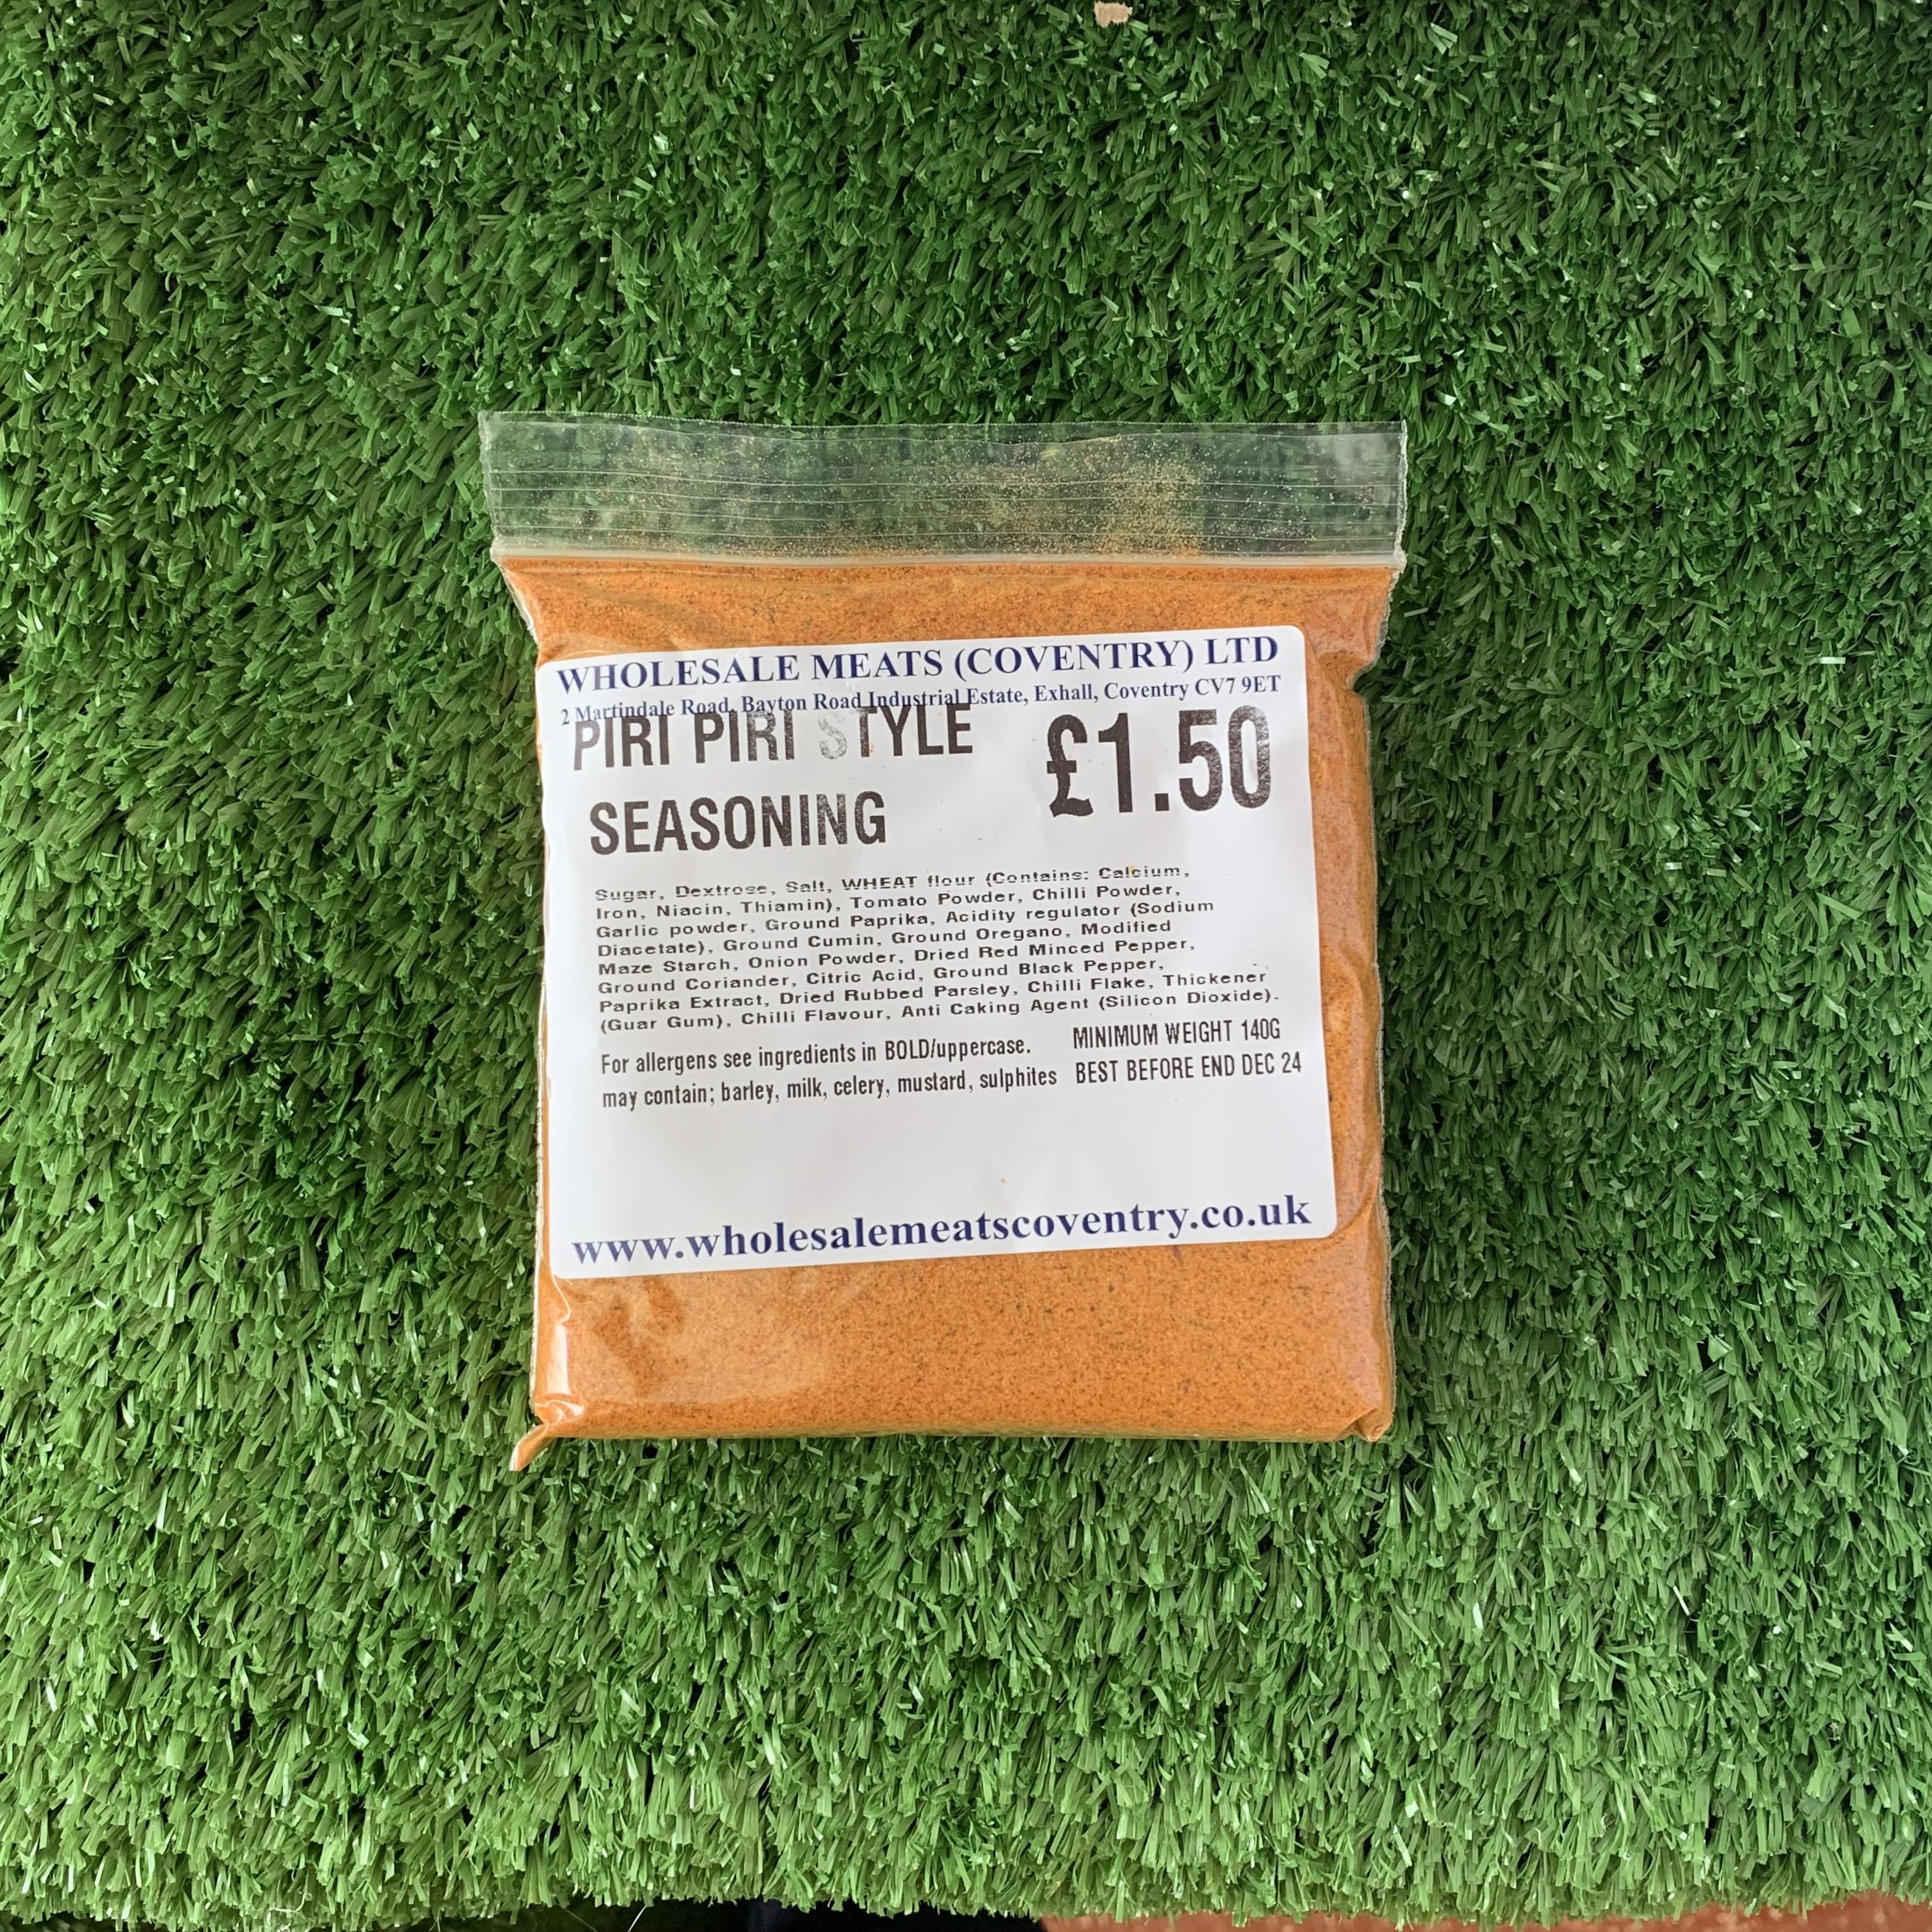 WHOLESALE MEATS (COVENTRY) LTD
2 Martindale Road, Bayton Road Industrial Estate, Exhall, Coventry CV7 9ET
PIRI PIRI STYLE
SEASONING
£1.50
Sugar, Dextrose, Salt, WHEAT flour (Contains: Calcium,
Iron, Niacin, Thiamin), Tomato Powder, Chilli Powder,
Garlic powder, Ground Paprika, Acidity regulator (Sodium
Diacetate), Ground Cumin, Ground Oregano, Modified
Maze Starch, Onion Powder, Dried Red Minced Pepper,
Ground Coriander, Citric Acid, Ground Black Pepper,
Paprika Extract, Dried Rubbed Parsley, Chilli Flake, Thickener
(Guar Gum), Chilli Flavour, Anti Caking Agent (Silicon Dioxide).
For allergens see ingredients in BOLD/uppercase.
may contain; barley, milk, celery, mustard, sulphites
MINIMUM WEIGHT 140G
BEST BEFORE END DEC 24
www.wholesalemeatscoventry.co.uk